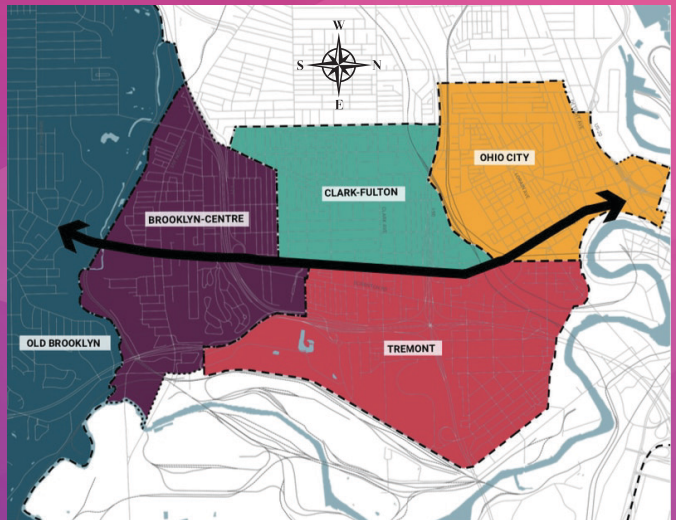 W
S
N
E
OHIO CITY
CLARK-FULTON
BROOKLYN-CENTRE
OLD BROOKLYN
TREMONT